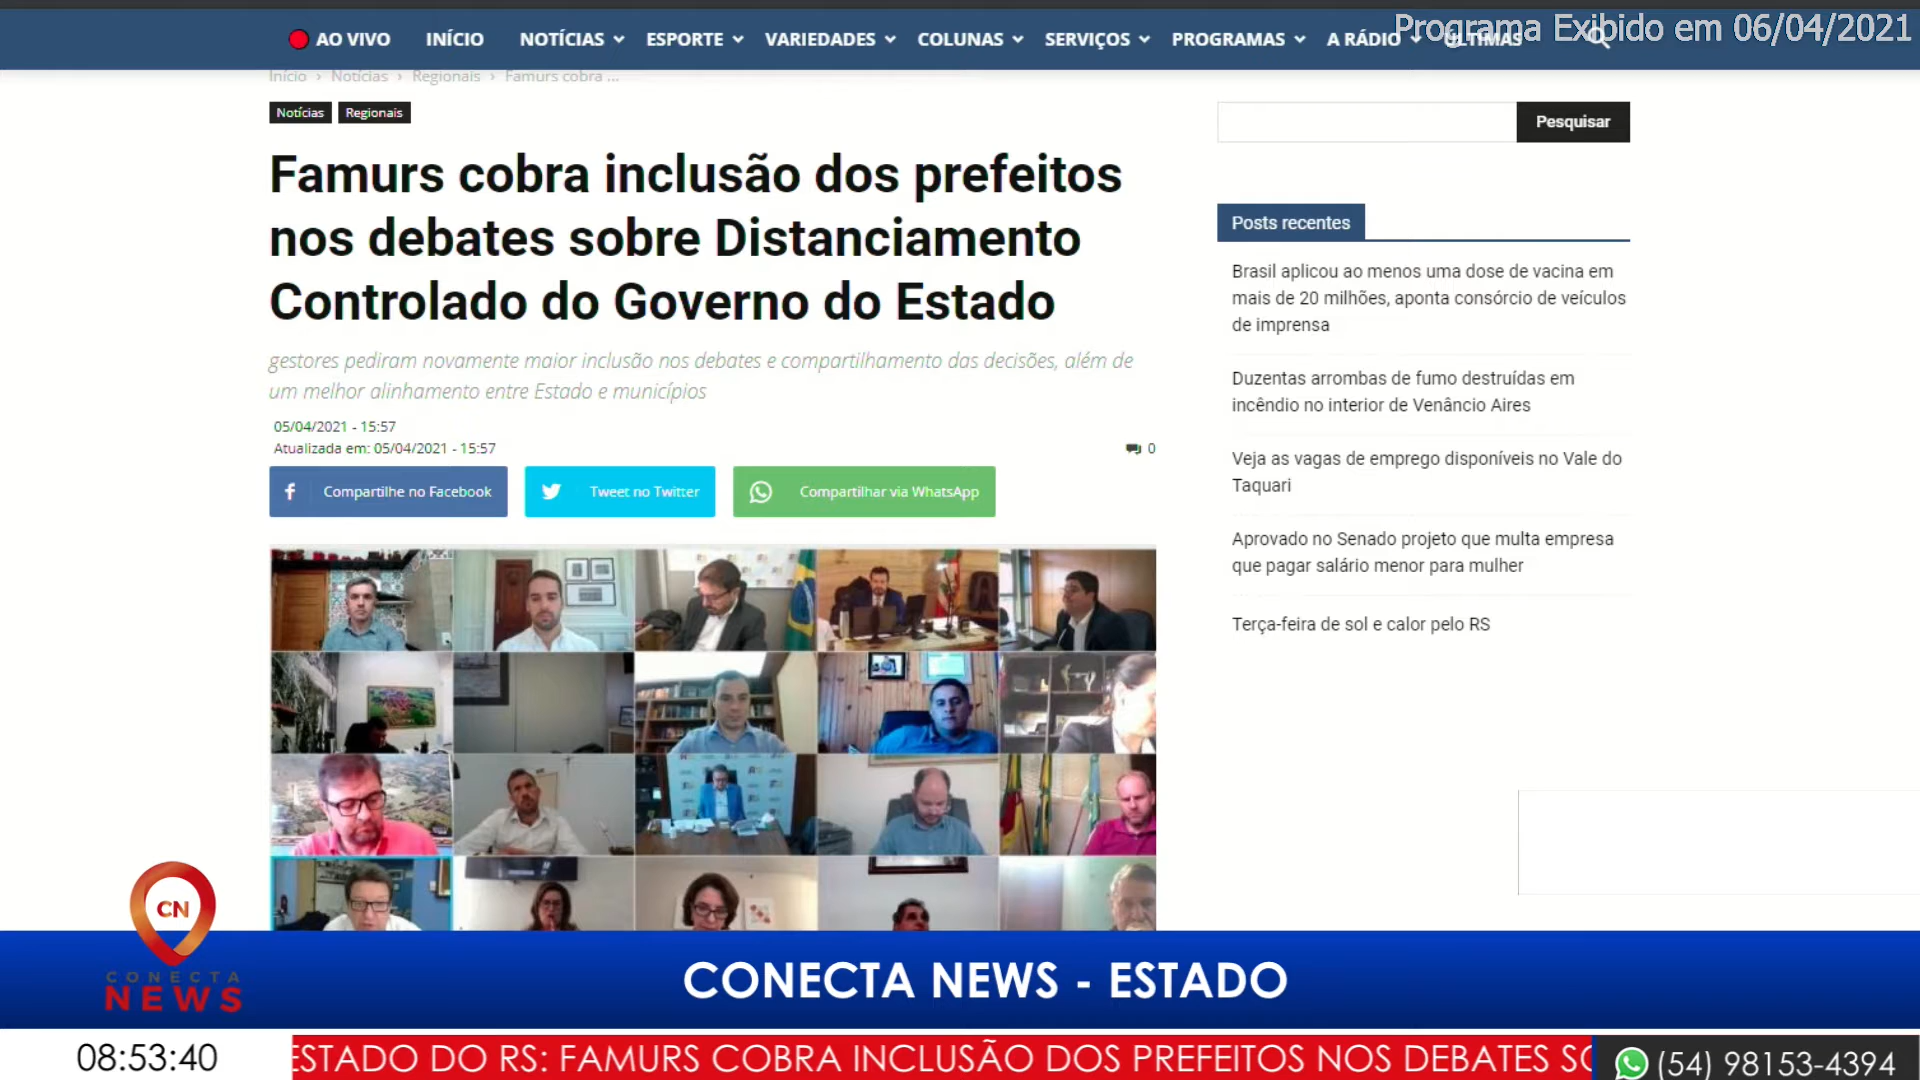 Programa Exibido em 06/04/2021
AO VIVO INÍCIO NOTÍCIAS ESPORTE VARIEDADES COLUNAS SERVIÇOS PROGRAMAS A RÁDIO ÚLTIMAS
Início › Notícias › Regionais › Famurs cobra ...
Notícias Regionais
Pesquisar
Famurs cobra inclusão dos prefeitos
nos debates sobre Distanciamento
Controlado do Governo do Estado
gestores pediram novamente maior inclusão nos debates e compartilhamento das decisões, além de
um melhor alinhamento entre Estado e municípios
05/04/2021 - 15:57
Atualizada em: 05/04/2021 - 15:57
0
Compartilhe no Facebook
Tweet no Twitter
Compartilhar via WhatsApp
Posts recentes
Brasil aplicou ao menos uma dose de vacina em
mais de 20 milhões, aponta consórcio de veículos
de imprensa
Duzentas arrombas de fumo destruídas em
incêndio no interior de Venâncio Aires
Veja as vagas de emprego disponíveis no Vale do
Taquari
Aprovado no Senado projeto que multa empresa
que pagar salário menor para mulher
Terça-feira de sol e calor pelo RS
CN
CONECTA
NEWS
CONECTA NEWS - ESTADO
08:53:40
ESTADO DO RS: FAMURS COBRA INCLUSÃO DOS PREFEITOS NOS DEBATES SO
(54) 98153-4394